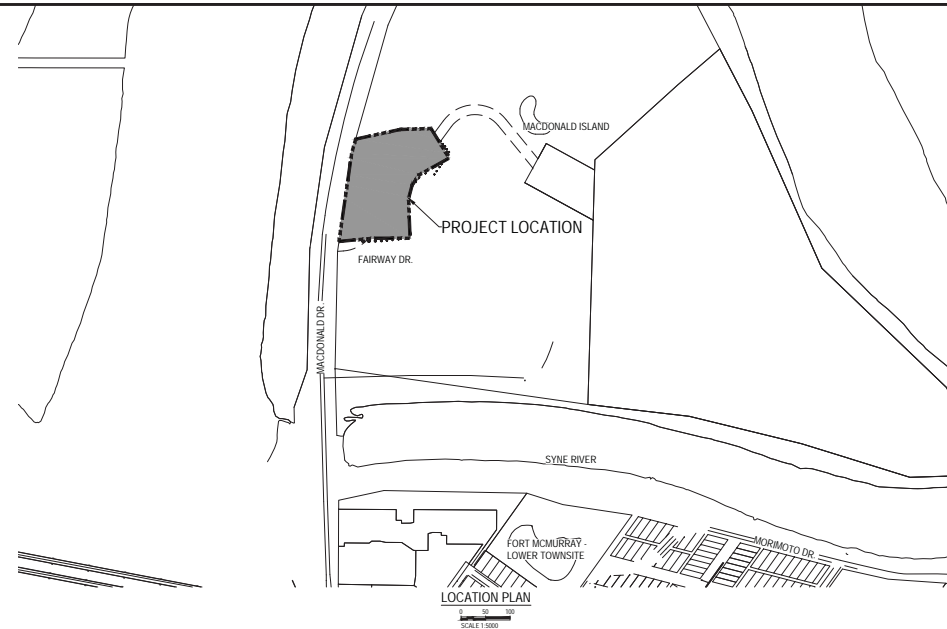 MACDONALD ISLAND
PROJECT LOCATION
FAIRWAY DR.
MACDONALD DR.
SYNE RIVER
FORT MCMURRAY -
LOWER TOWNSITE
MORIMOTO DR.
LOCATION PLAN
0 50 100
SCALE 1:5000